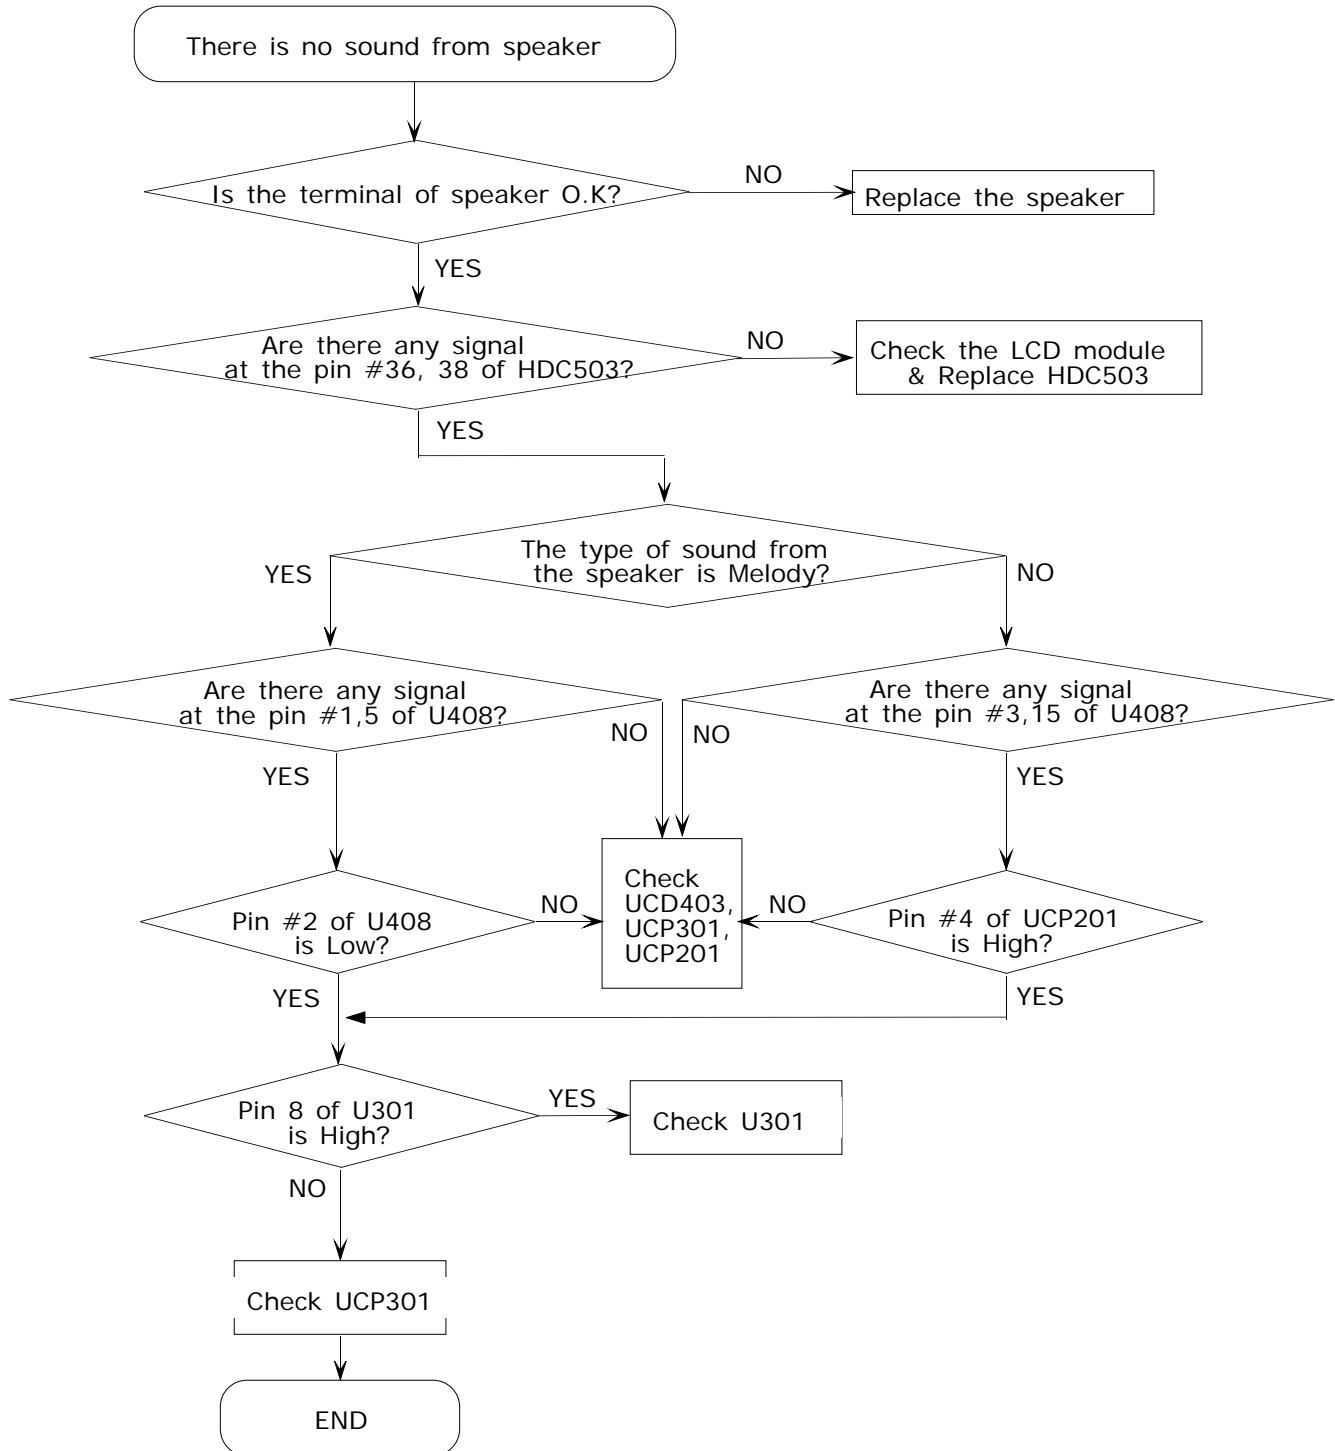 There is no sound from speaker
Is the terminal of speaker O.K?
NO
Replace the speaker
YES
Are there any signal
at the pin #36, 38 of HDC503?
NO
Check the LCD module
& Replace HDC503
YES
The type of sound from
the speaker is Melody?
YES
NO
Are there any signal
at the pin #1,5 of U408?
Are there any signal
at the pin #3,15 of U408?
NO
NO
YES
YES
Check
UCD403,
UCP301,
UCP201
Pin #2 of U408
is Low?
NO
NO
Pin #4 of UCP201
is High?
YES
YES
Pin 8 of U301
is High?
YES
Check U301
NO
Check UCP301
END